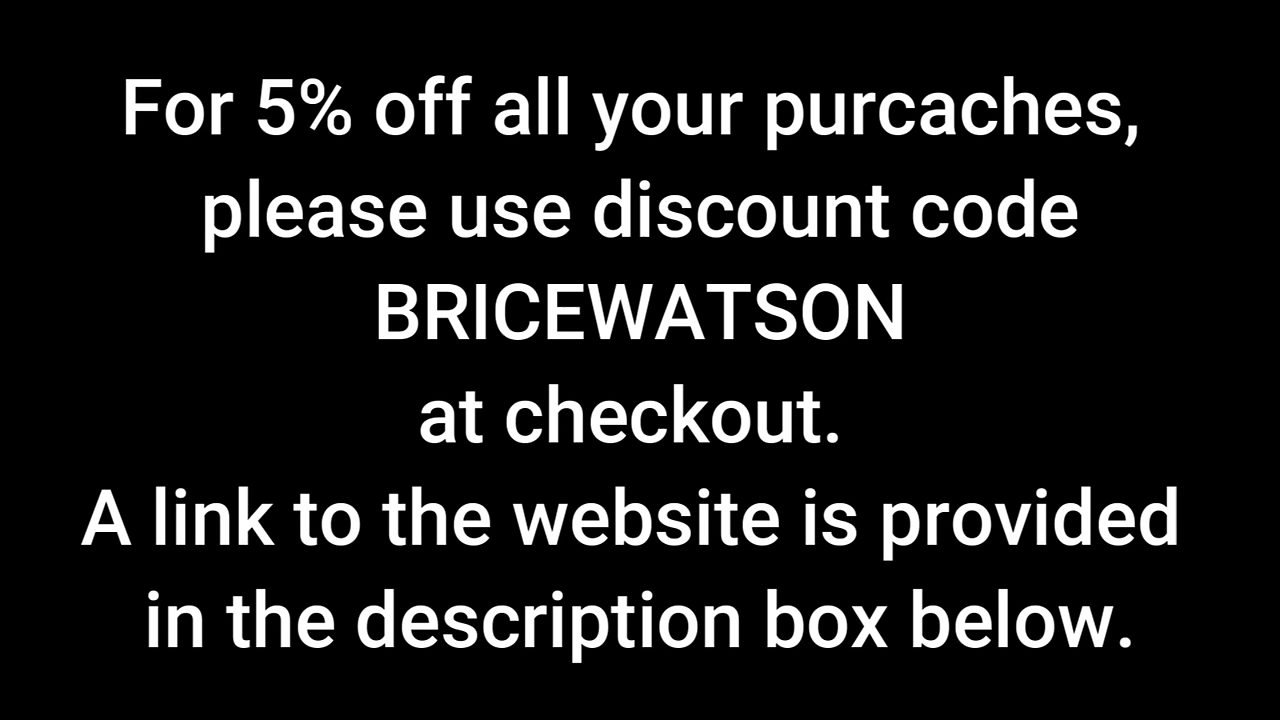 For 5% off all your purcaches,
please use discount code
BRICEWATSON
at checkout.
A link to the website is provided
in the description box below.